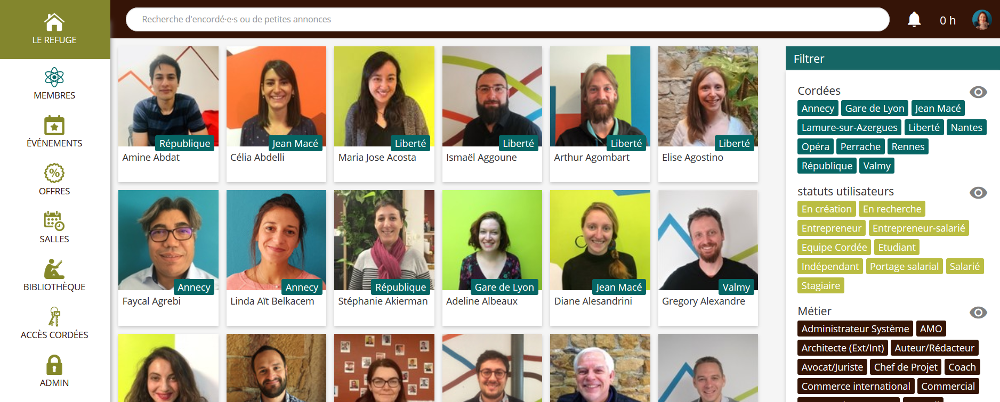 LE REFUGE
MEMBRES
ÉVÉNEMENTS
OFFRES
SALLES
BIBLIOTHÈQUE
ACCÈS CORDÉES
ADMIN
Recherche d'encordé·e·s ou de petites annonces
0 h
République
Amine Abdat
Jean Macé
Célia Abdelli
Liberté
Maria Jose Acosta
Liberté
Ismaël Aggoune
Liberté
Arthur Agombart
Liberté
Elise Agostino
Annecy
Faycal Agrebi
Annecy
Linda Aït Belkacem
République
Stéphanie Akierman
Gare de Lyon
Adeline Albeaux
Jean Macé
Diane Alesandrini
Valmy
Gregory Alexandre
Filtrer
Cordées
Annecy Gare de Lyon Jean Macé
Lamure-sur-Azergues Liberté Nantes
Opéra Perrache Rennes
République Valmy
statuts utilisateurs
En création En recherche
Entrepreneur Entrepreneur-salarié
Equipe Cordée Etudiant
Indépendant Portage salarial Salarié
Stagiaire
Métier
Administrateur Système AMO
Architecte (Ext/Int) Auteur/Rédacteur
Avocat/Juriste Chef de Projet Coach
Commerce international Commercial